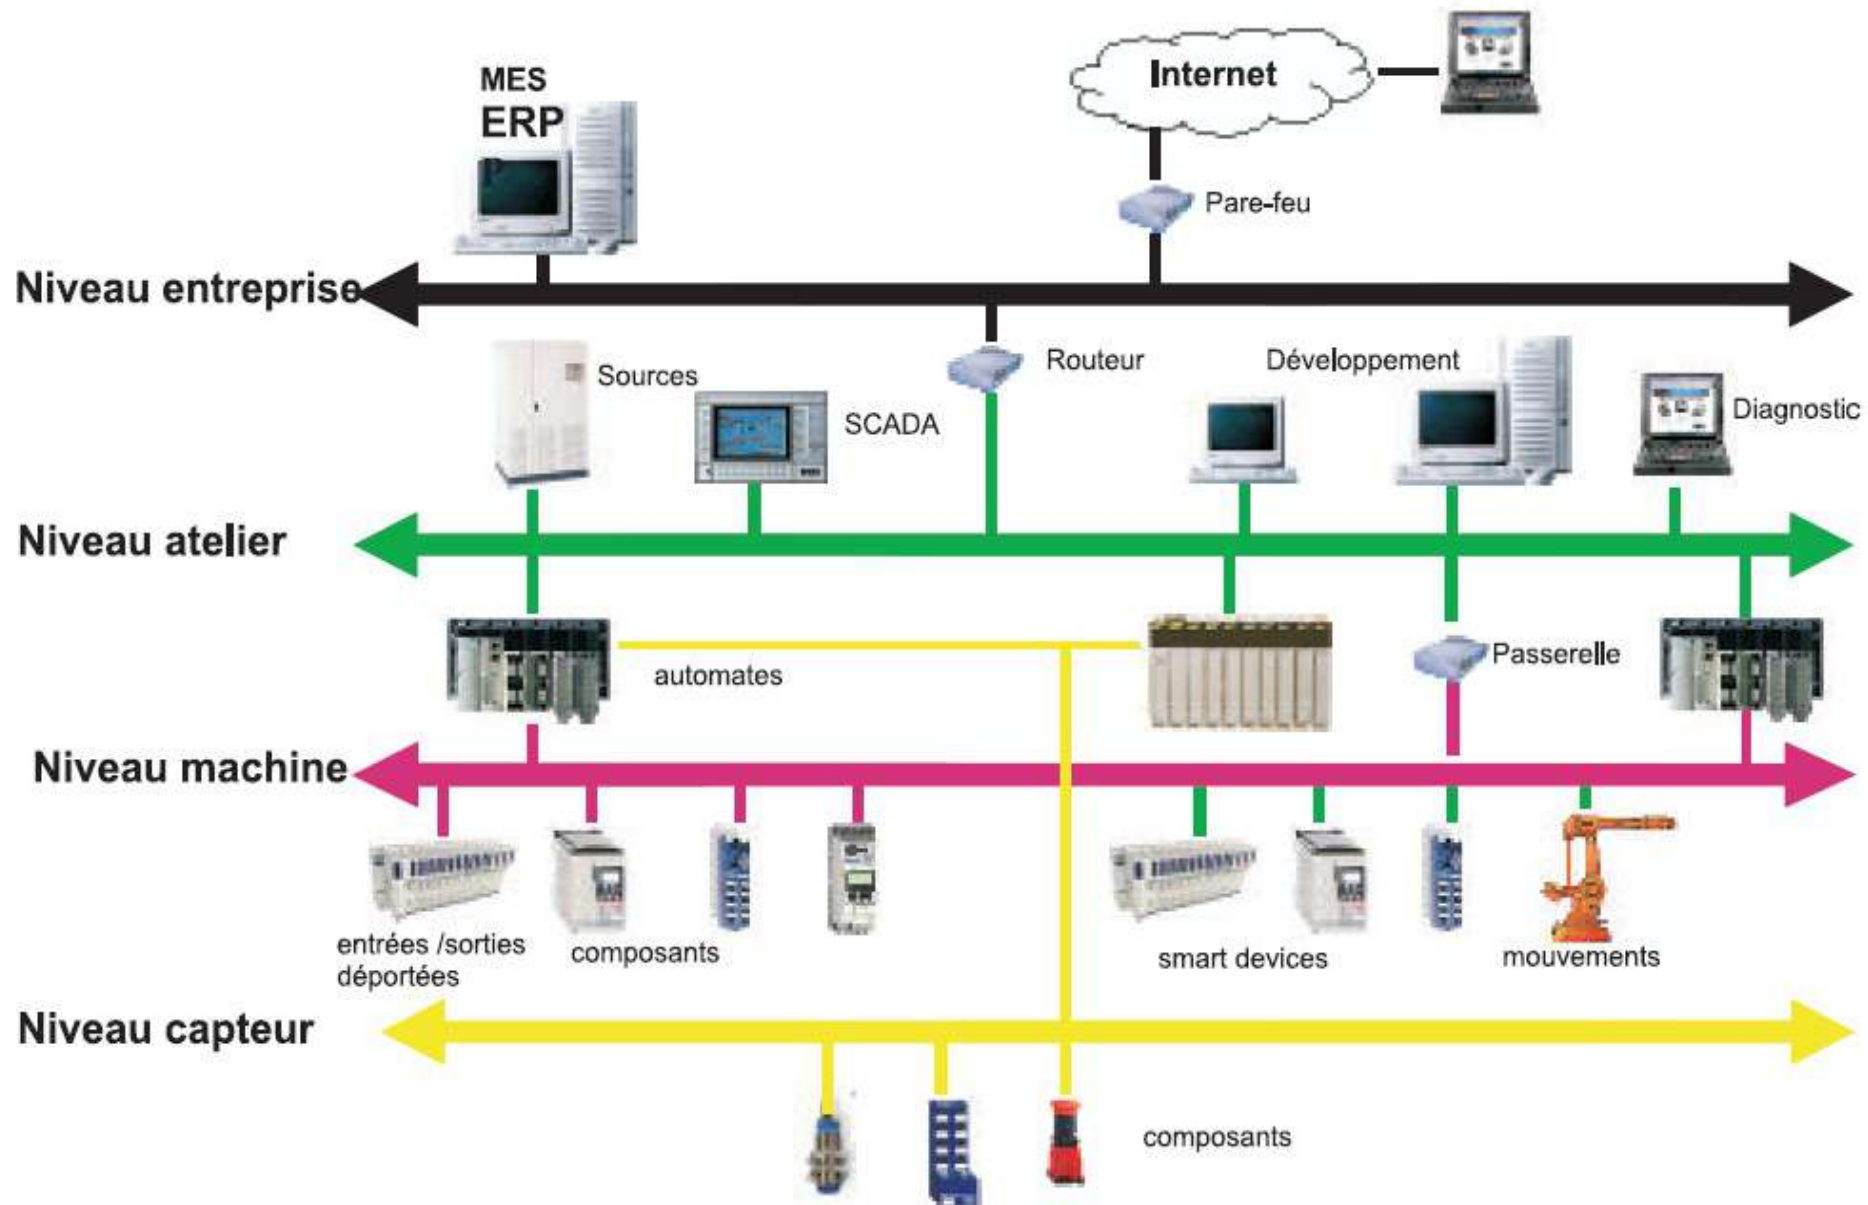 MES
ERP
Internet
Pare-feu
Niveau entreprise
Sources
SCADA
Routeur
Développement
Diagnostic
Niveau atelier
automates
Passerelle
Niveau machine
entrées /sorties
déportées
composants
smart devices
mouvements
Niveau capteur
composants